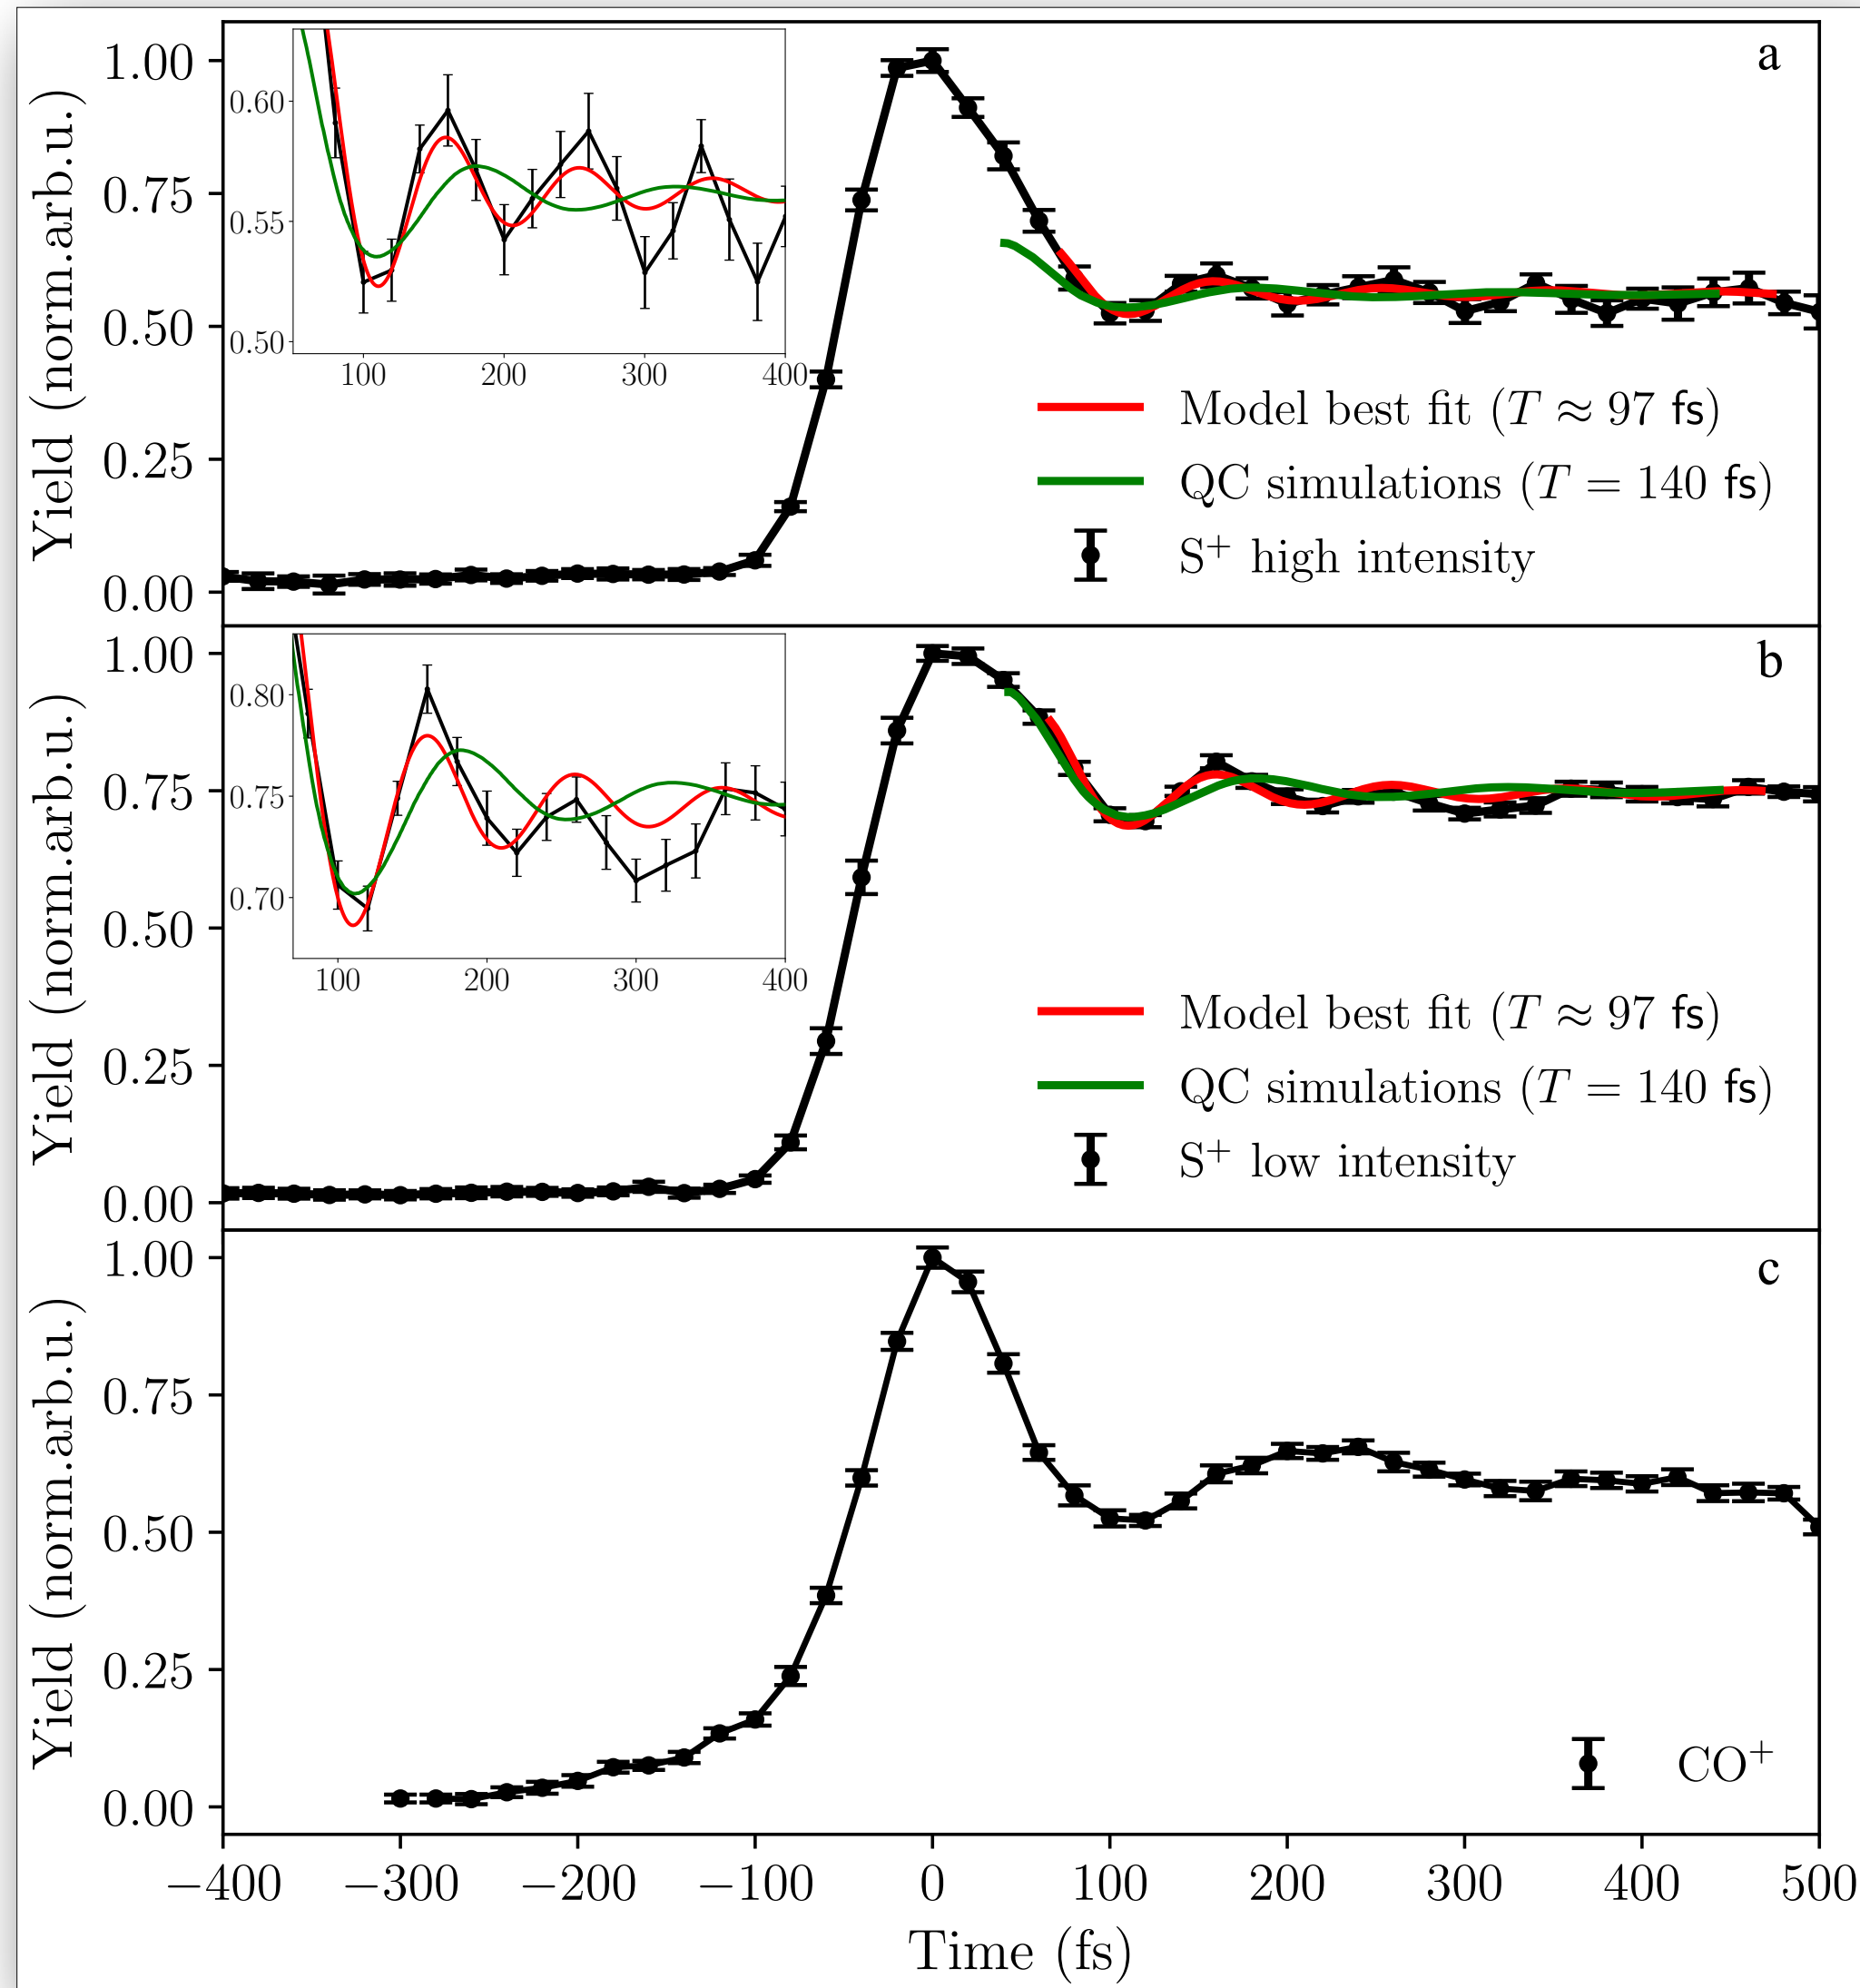 a
Yield (norm.arb.u.)
1.00
0.75
0.50
0.25
0.00
0.60
0.55
0.50
100 200 300 400
Model best fit (T ≈ 97 fs)
QC simulations (T = 140 fs)
S⁺ high intensity
b
Yield (norm.arb.u.)
1.00
0.75
0.50
0.25
0.00
0.80
0.75
0.70
100 200 300 400
Model best fit (T ≈ 97 fs)
QC simulations (T = 140 fs)
S⁺ low intensity
c
Yield (norm.arb.u.)
1.00
0.75
0.50
0.25
0.00
CO⁺
−400 −300 −200 −100 0 100 200 300 400 500
Time (fs)